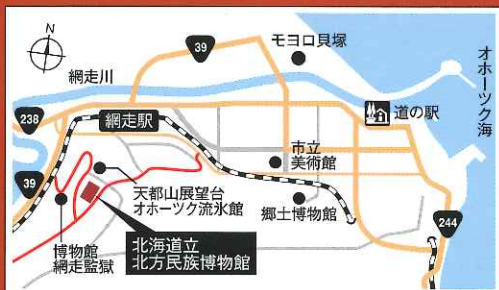 N
39
モヨロ貝塚
網走川
オホーツク海
238
網走駅
道の駅
市立
美術館
39
天都山展望台
オホーツク流氷館
郷土博物館
244
博物館
網走監獄
北海道立
北方民族博物館